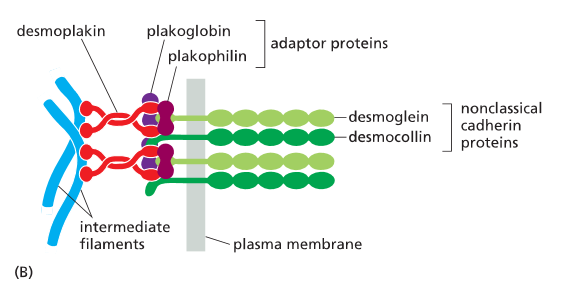 desmoplakin
plakoglobin
plakophilin
adaptor proteins
desmoglein
desmocollin
nonclassical
cadherin
proteins
intermediate
filaments
plasma membrane
(B)